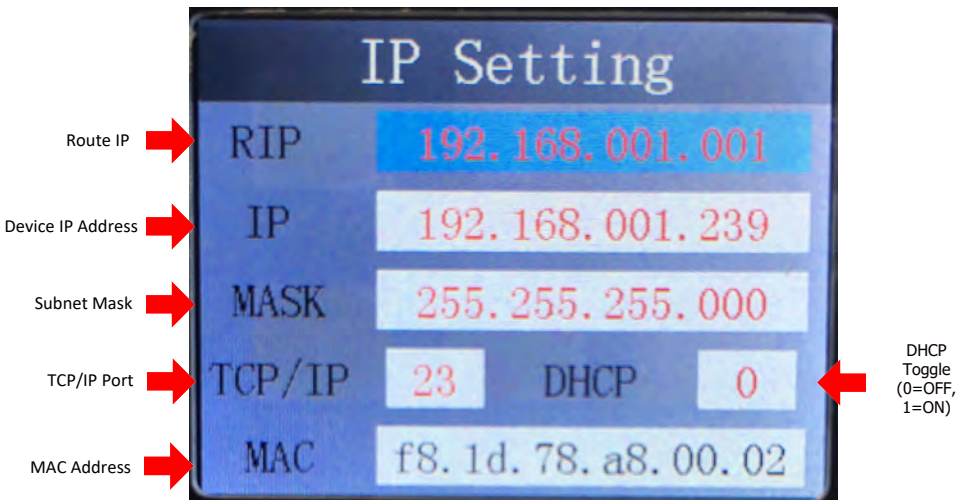 IP Setting
Route IP
RIP 192.168.001.001
Device IP Address
IP 192.168.001.239
Subnet Mask
MASK 255.255.255.000
TCP/IP Port
TCP/IP 23 DHCP 0
DHCP
Toggle
(0=OFF,
1=ON)
MAC Address
MAC f8.1d.78.a8.00.02